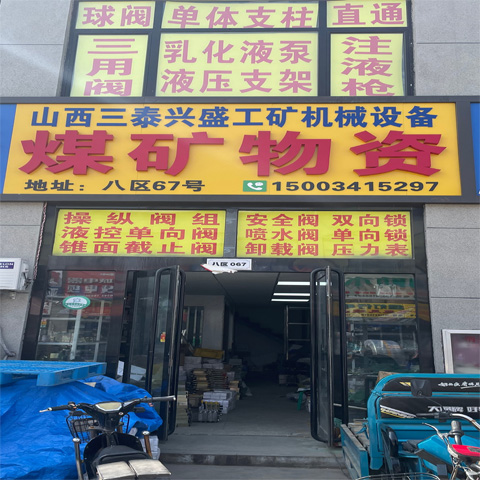 球阀
单体支柱
直通
三用阀
乳化液泵
液压支架
注液枪
山西三泰兴盛工矿机械设备
煤矿物资
地址：八区67号
15003415297
操纵阀组
液控单向阀
锥面截止阀
安全阀 双向锁
喷水阀 单向锁
卸载阀 压力表
八区 067